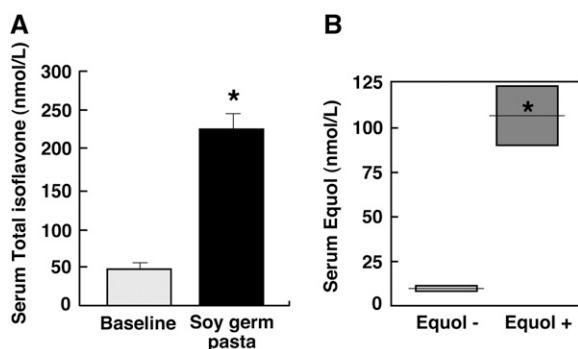 A
Serum Total isoflavone (nmol/L)
300
250
200
150
100
50
0
*
Baseline
Soy germ
pasta
B
Serum Equol (nmol/L)
125
100
50
25
0
*
Equol -
Equol +